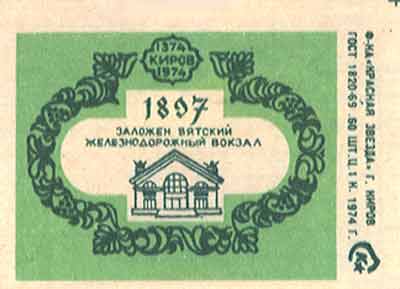 1374
КИРОВ
1974
1897
ЗАЛОЖЕН ВЯТСКИЙ
ЖЕЛЕЗНОДОРОЖНЫЙ ВОКЗАЛ
Ф-КА «КРАСНАЯ ЗВЕЗДА» Г. КИРОВ
ГОСТ 1820-69. 60 ШТ. Ц. 1 К. 1974 Г.